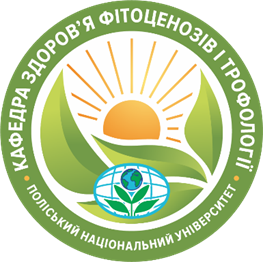 КАФЕДРА ЗДОРОВ'Я ФІТОЦЕНОЗІВ І ТРОФОЛОГІЇ
• ПОЛІСЬКИЙ НАЦІОНАЛЬНИЙ УНІВЕРСИТЕТ •